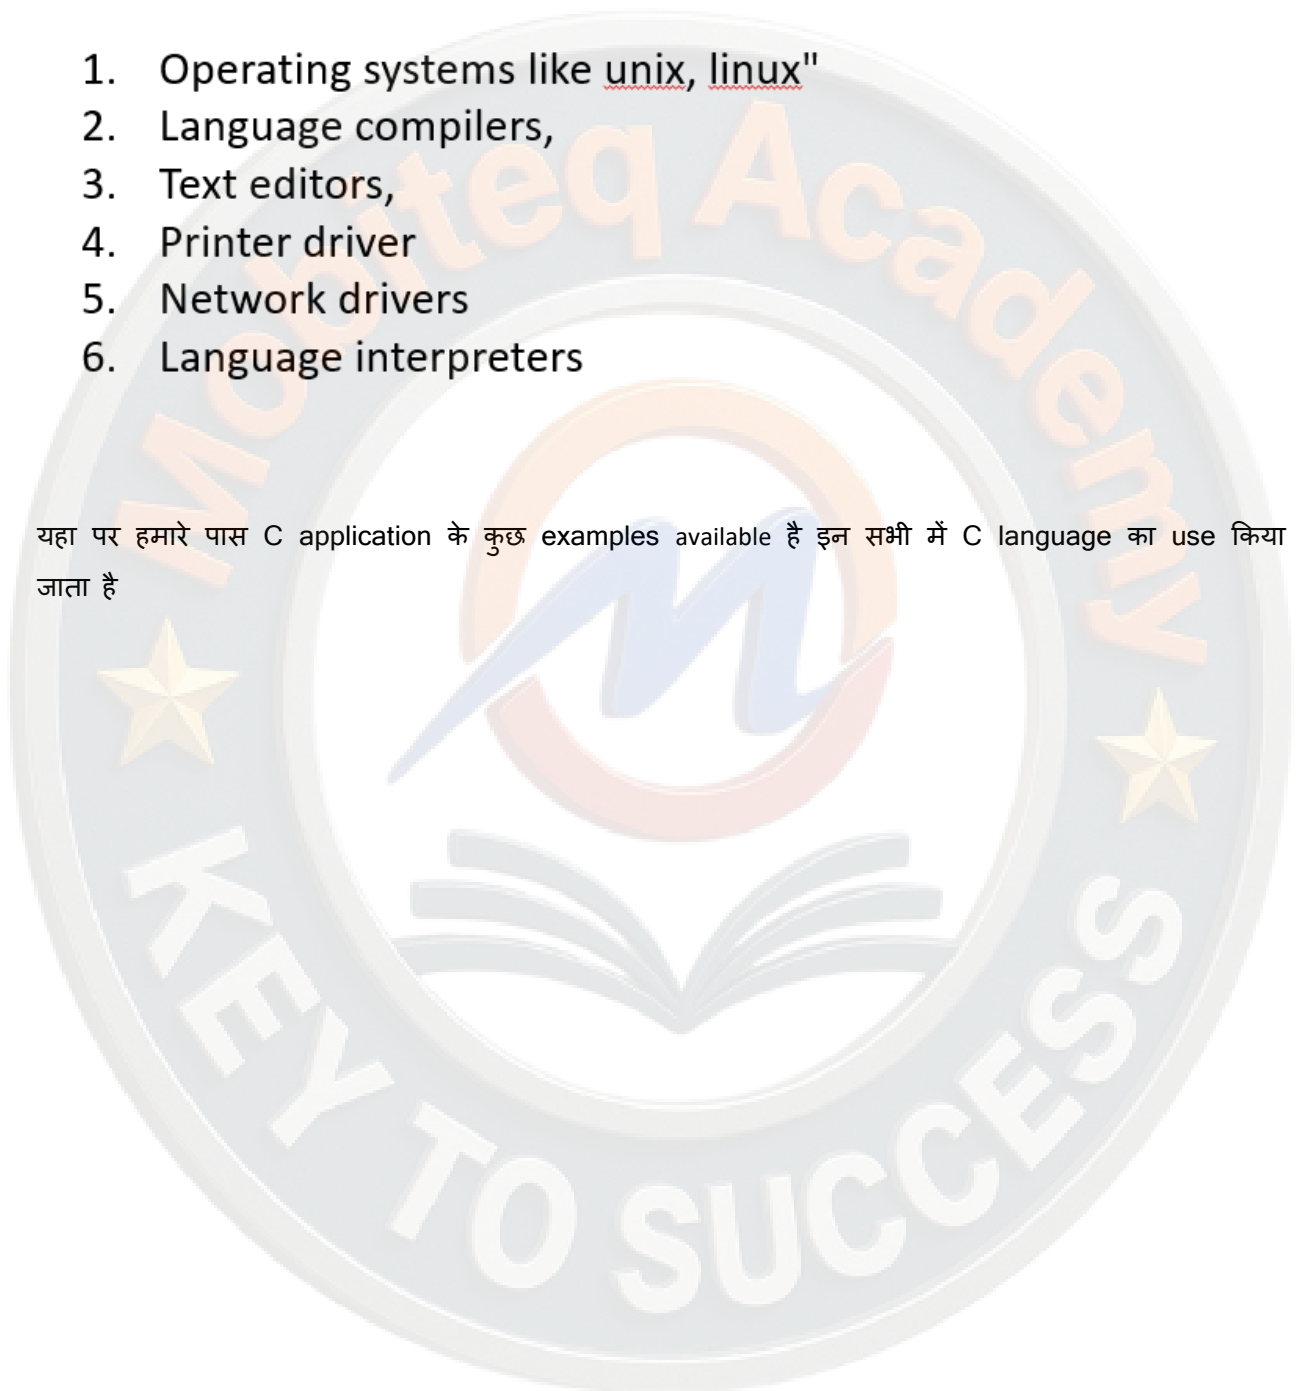 1. Operating systems like unix, linux"
2. Language compilers,
3. Text editors,
4. Printer driver
5. Network drivers
6. Language interpreters
यहा पर हमारे पास C application के कुछ examples available है इन सभी में C language का use किया
जाता है
Mobiteq Academy
KEY TO SUCCESS